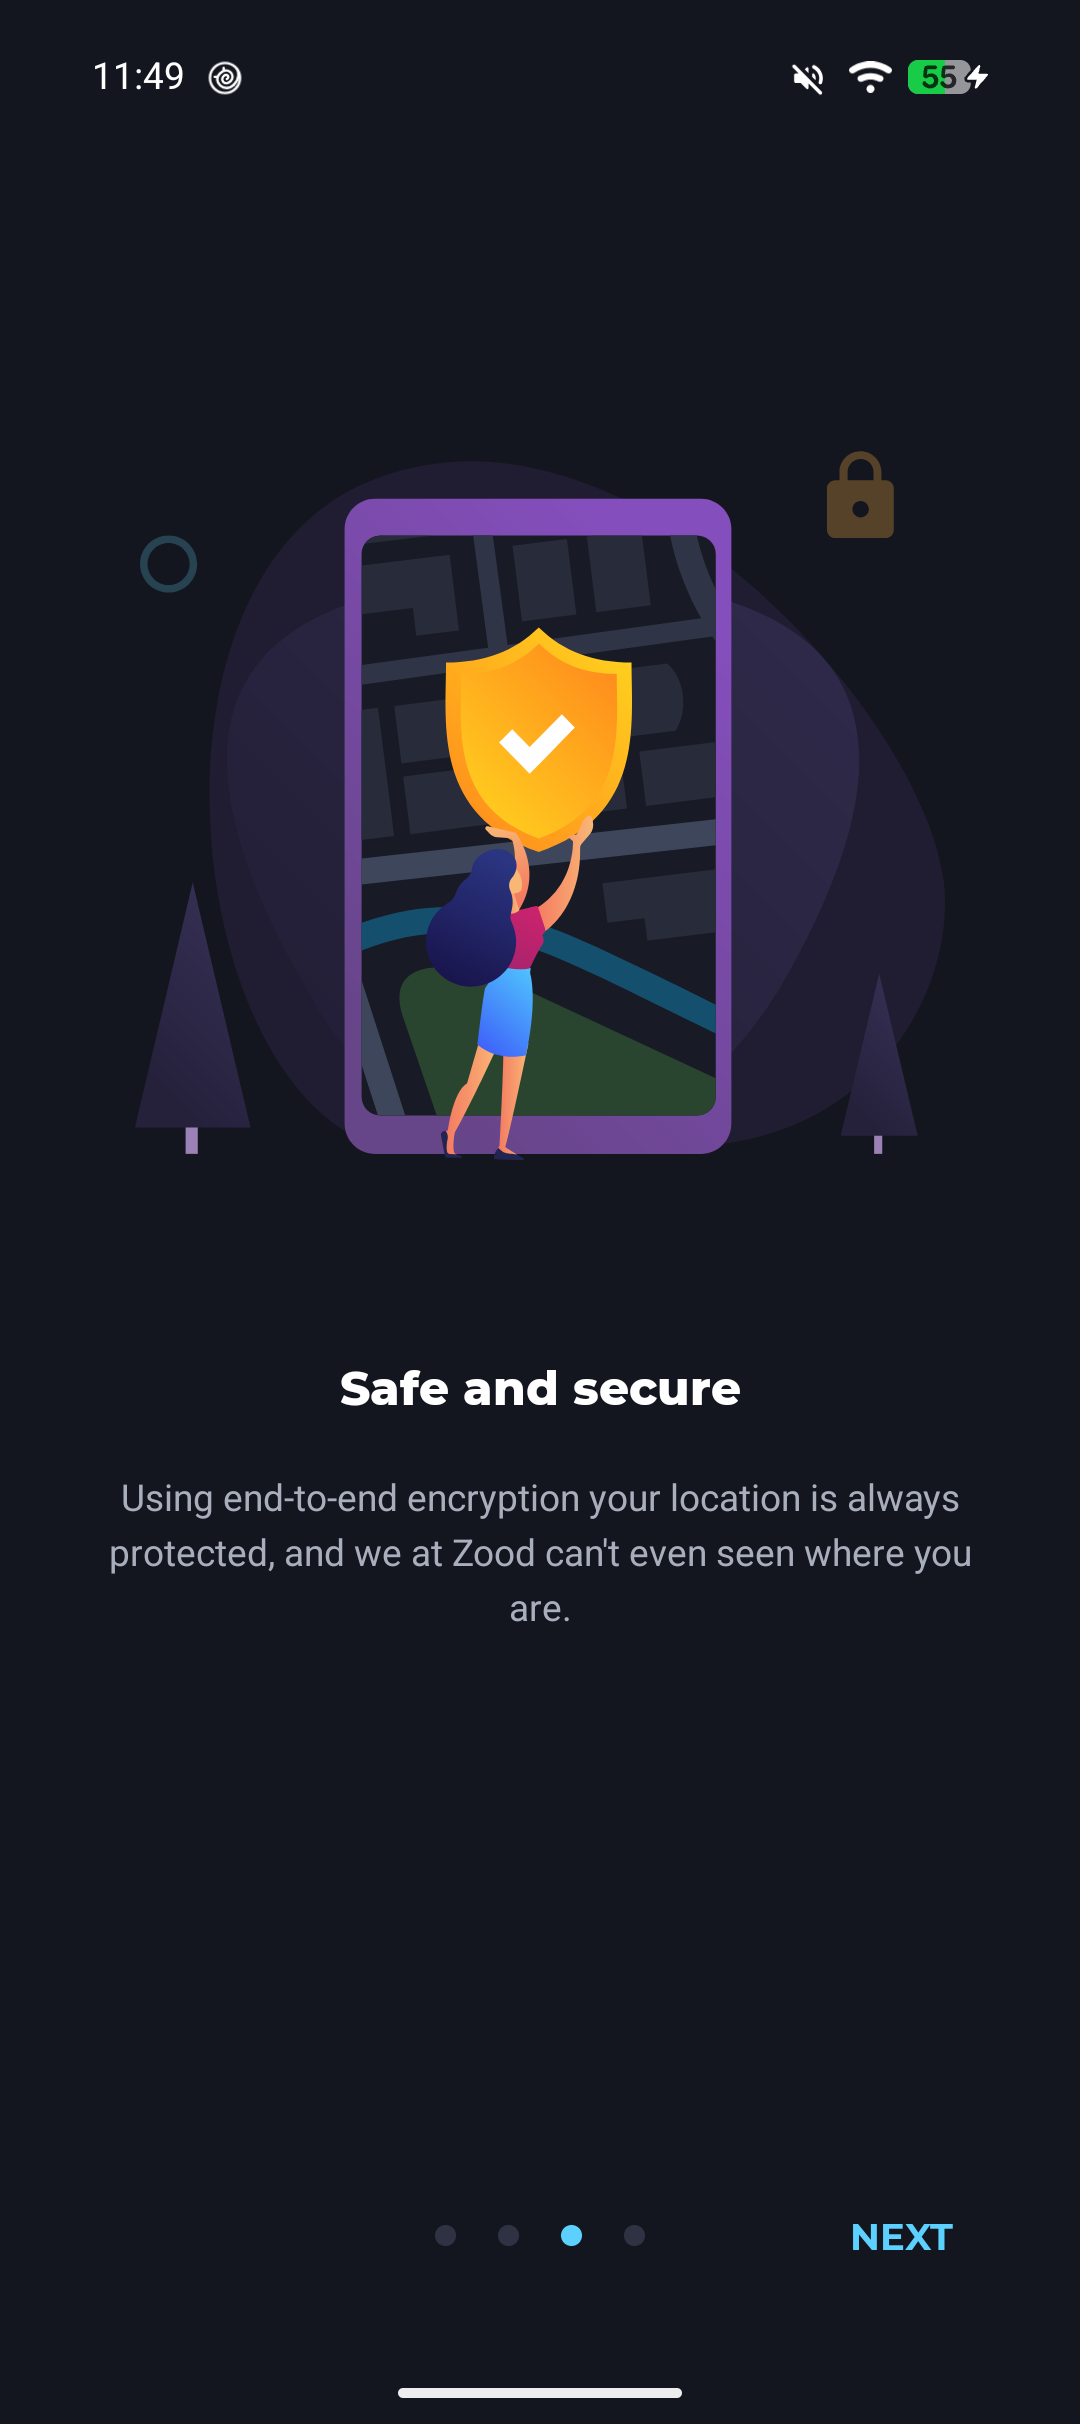 11:49
55
Safe and secure
Using end-to-end encryption your location is always
protected, and we at Zood can't even seen where you
are.
NEXT